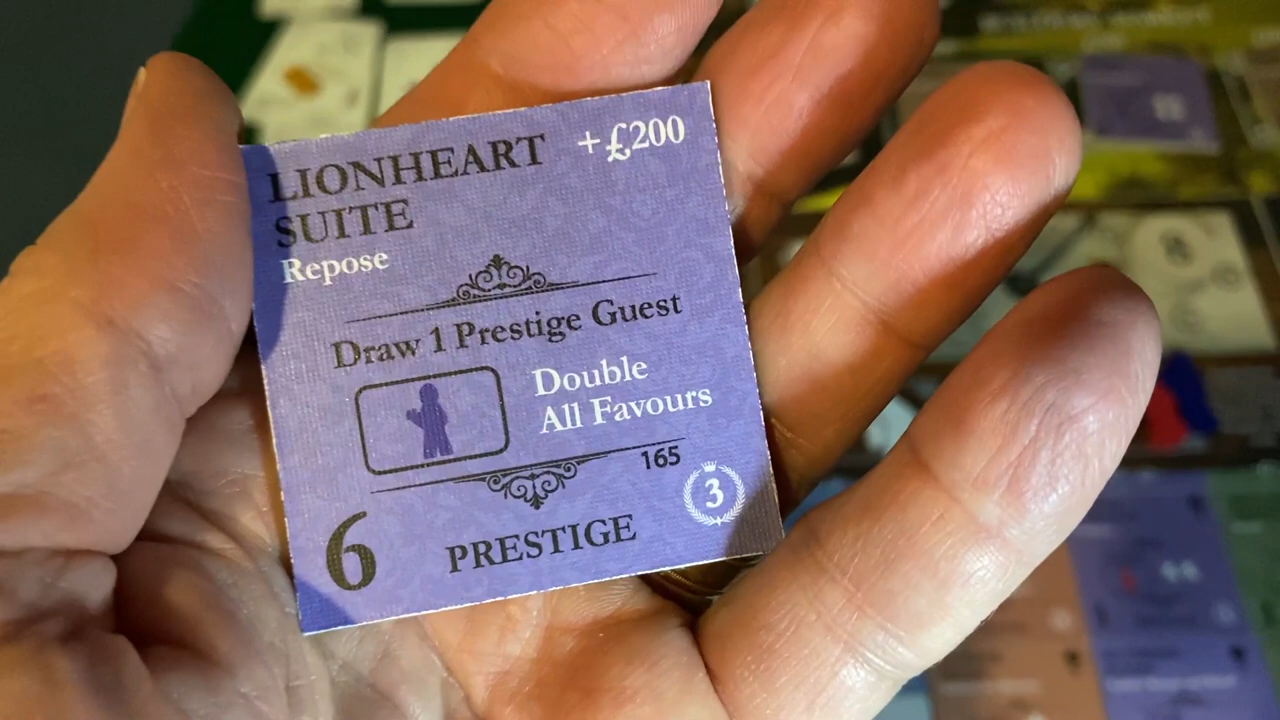 LIONHEART
SUITE
+£200
Repose
Draw 1 Prestige Guest
Double
All Favours
165
3
6
PRESTIGE